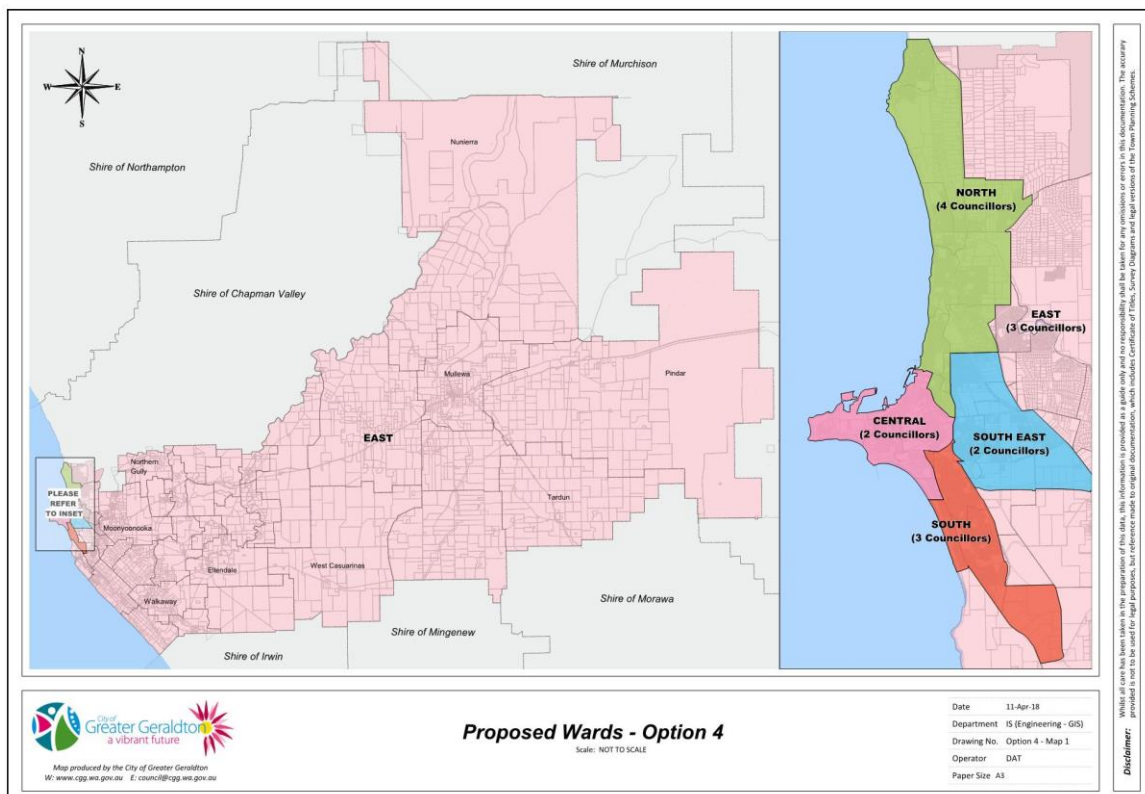 N
W
E
S
Shire of Murchison
Nunierra
Shire of Northampton
Shire of Chapman Valley
Mullewa
Pindar
EAST
Northern
Gully
PLEASE
REFER
TO INSET
Moonyoonooka
Tardun
Ellendale
West Casuarinas
Walkaway
Shire of Morawa
Shire of Mingenew
Shire of Irwin
NORTH
(4 Councillors)
EAST
(3 Councillors)
CENTRAL
(2 Councillors)
SOUTH EAST
(2 Councillors)
SOUTH
(3 Councillors)
City of
Greater Geraldton
a vibrant future
Map produced by the City of Greater Geraldton
W: www.cgg.wa.gov.au E: council@cgg.wa.gov.au
Proposed Wards - Option 4
Scale: NOT TO SCALE
Date 11-Apr-18
Department IS (Engineering - GIS)
Drawing No. Option 4 - Map 1
Operator DAT
Paper Size A3
Disclaimer: Whilst all care has been taken in the preparation of this data, this information is provided as a guide only and no responsibility shall be taken for any omissions or errors in this documentation. The accuracy
provided is not to be used for legal purposes, but reference made to original documentation, which includes Certificate of Titles, Survey Diagrams and legal versions of the Town Planning Schemes.